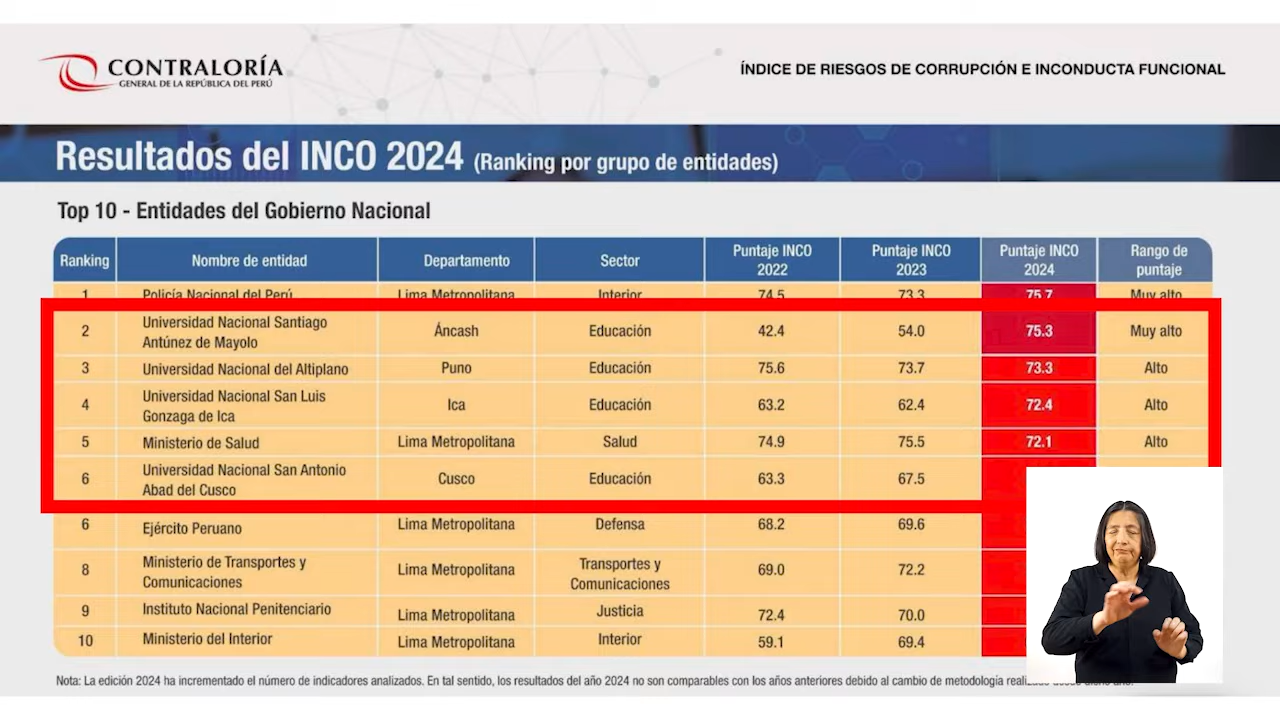 CONTRALORÍA
GENERAL DE LA REPÚBLICA DEL PERÚ
ÍNDICE DE RIESGOS DE CORRUPCIÓN E INCONDUCTA FUNCIONAL
Resultados del INCO 2024 (Ranking por grupo de entidades)
Top 10 - Entidades del Gobierno Nacional
Ranking Nombre de entidad Departamento Sector Puntaje INCO 2022 Puntaje INCO 2023 Puntaje INCO 2024 Rango de puntaje
1 Policía Nacional del Perú Lima Metropolitana Interior 74.5 73.3 75.7 Muy alto
2 Universidad Nacional Santiago Antúnez de Mayolo Áncash Educación 42.4 54.0 75.3 Muy alto
3 Universidad Nacional del Altiplano Puno Educación 75.6 73.7 73.3 Alto
4 Universidad Nacional San Luis Gonzaga de Ica Ica Educación 63.2 62.4 72.4 Alto
5 Ministerio de Salud Lima Metropolitana Salud 74.9 75.5 72.1 Alto
6 Universidad Nacional San Antonio Abad del Cusco Cusco Educación 63.3 67.5
6 Ejército Peruano Lima Metropolitana Defensa 68.2 69.6
8 Ministerio de Transportes y Comunicaciones Lima Metropolitana Transportes y Comunicaciones 69.0 72.2
9 Instituto Nacional Penitenciario Lima Metropolitana Justicia 72.4 70.0
10 Ministerio del Interior Lima Metropolitana Interior 59.1 69.4
Nota: La edición 2024 ha incrementado el número de indicadores analizados. En tal sentido, los resultados del año 2024 no son comparables con los años anteriores debido al cambio de metodología